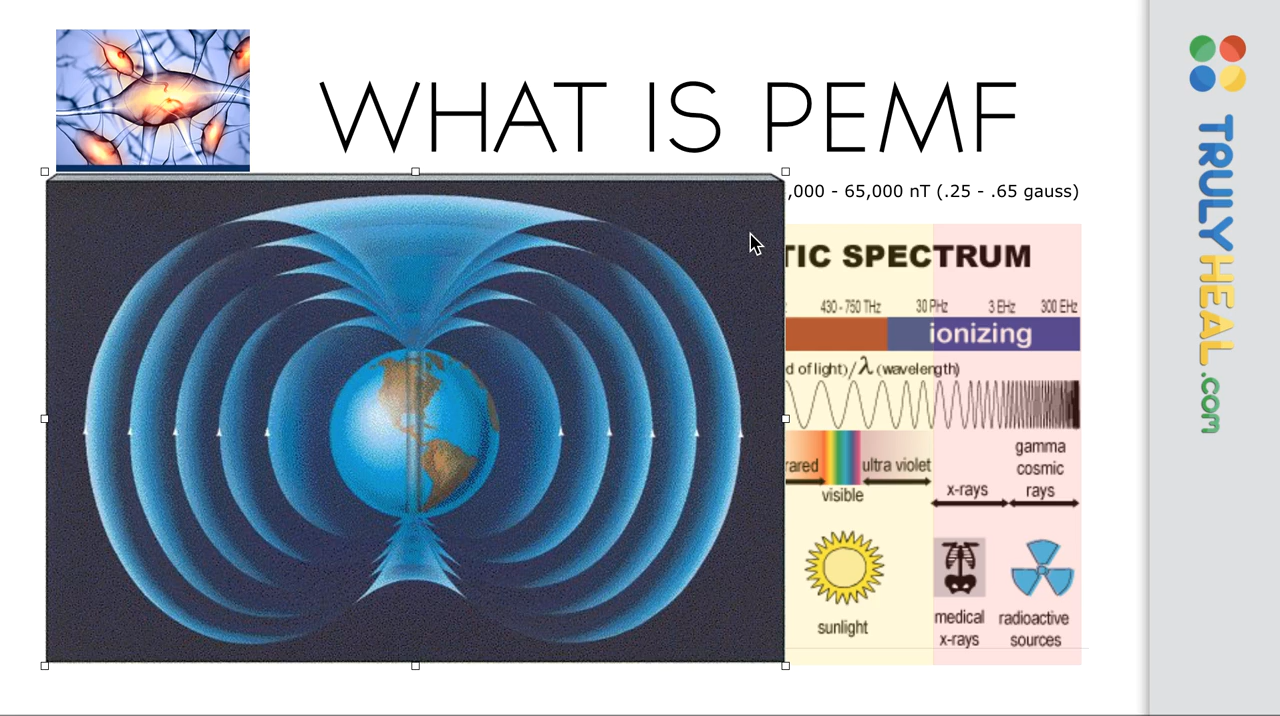 WHAT IS PEMF
,000 - 65,000 nT (.25 - .65 gauss)
TIC SPECTRUM
430 - 750 THz 30 PHz 3 EHz 300 EHz
ionizing
d of light)/λ (wavelength)
gamma
cosmic
rays
rared ultra violet
x-rays
visible
sunlight
medical
x-rays
radioactive
sources
TRULYHEAL.com